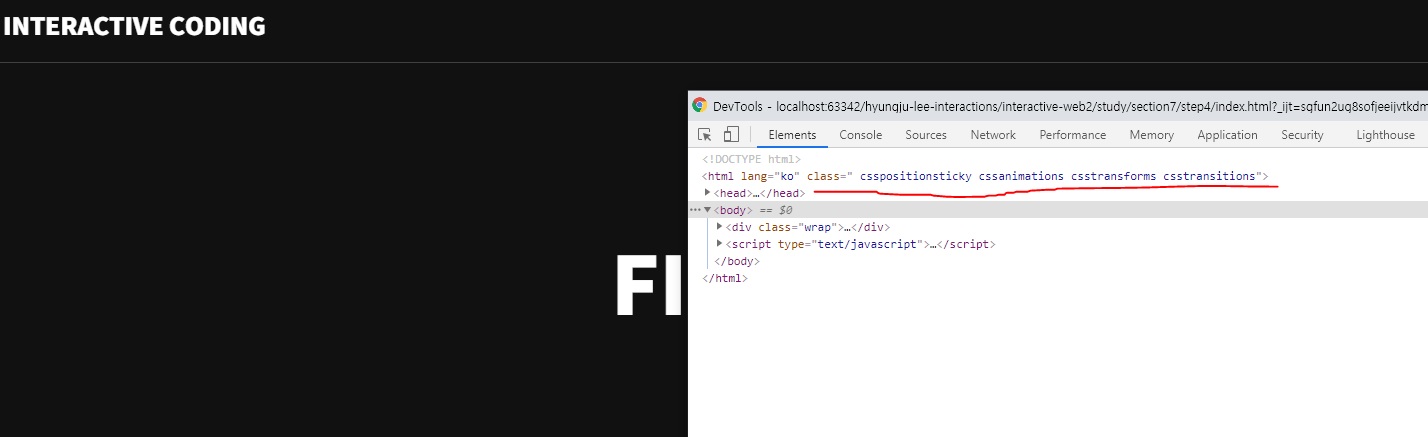 INTERACTIVE CODING
FI
DevTools - localhost:63342/hyungju-lee-interactions/interactive-web2/study/section7/step4/index.html?_ijt=sqfun2uq8sofjeeijvtkdm
Elements Console Sources Network Performance Memory Application Security Lighthouse
<!DOCTYPE html>
<html lang="ko" class=" csspositionsticky cssanimations csstransforms csstransitions">
<head>…</head>
<body> == $0
<div class="wrap">…</div>
<script type="text/javascript">…</script>
</body>
</html>